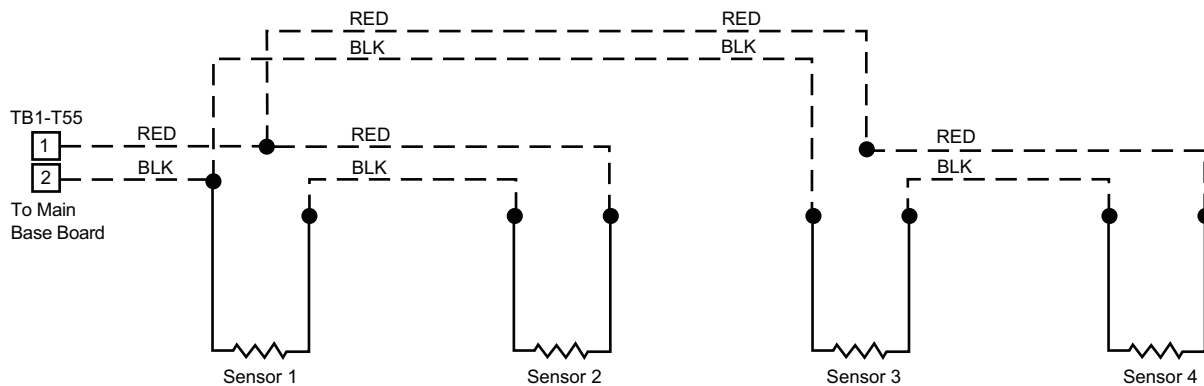 RED
RED
BLK
BLK
TB1-T55
1
RED
RED
RED
2
BLK
BLK
BLK
To Main
Base Board
Sensor 1
Sensor 2
Sensor 3
Sensor 4